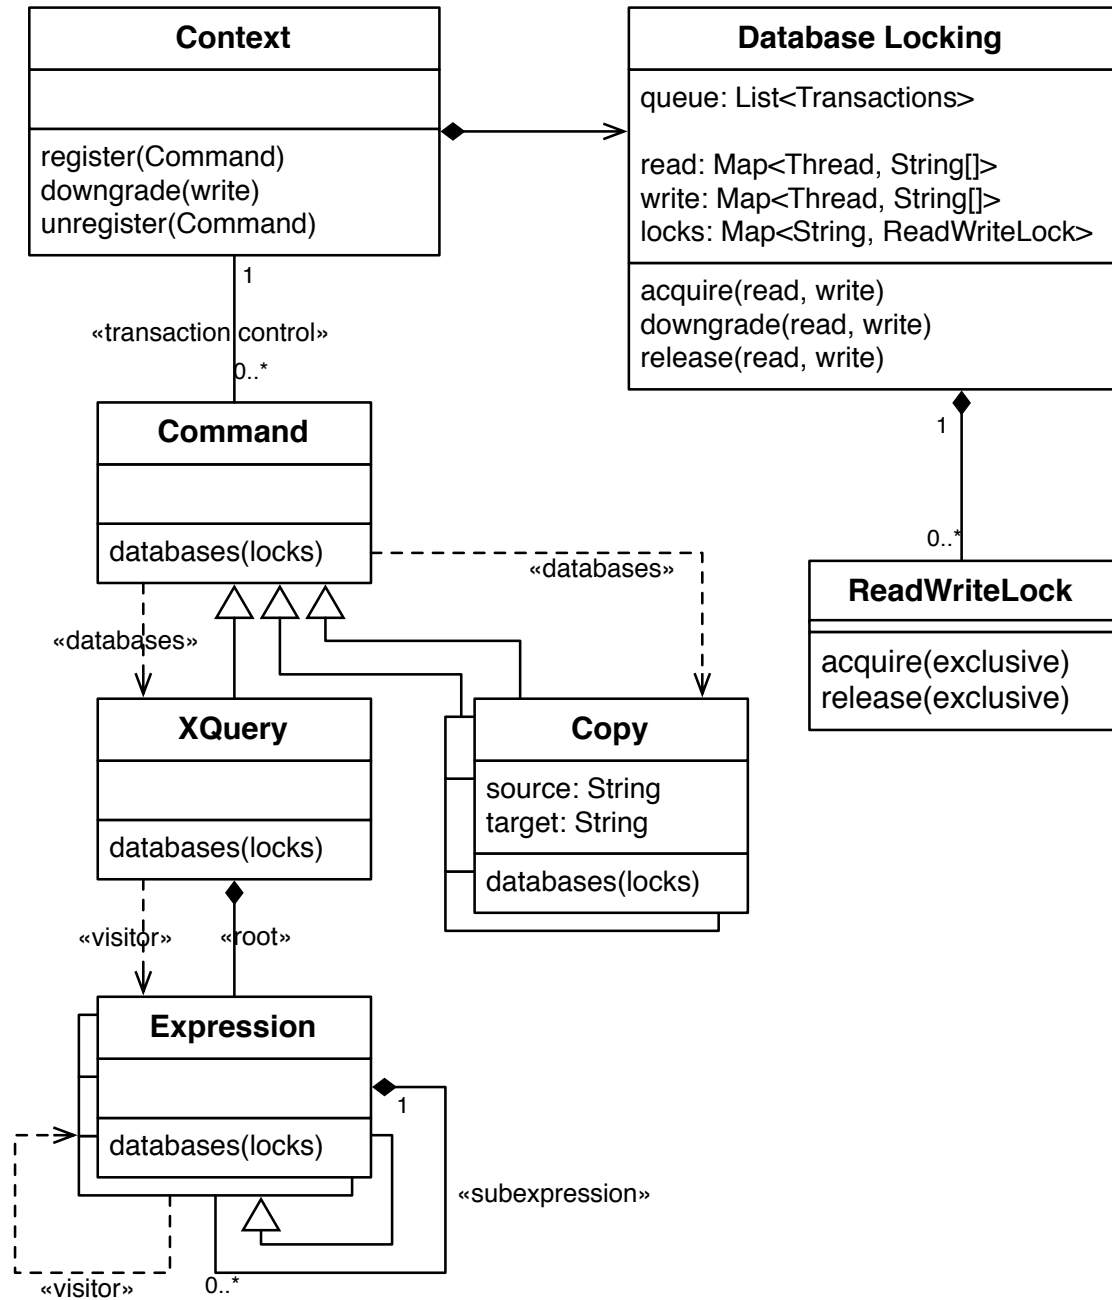 Context
register(Command)
downgrade(write)
unregister(Command)
Database Locking
queue: List<Transactions>
read: Map<Thread, String[]>
write: Map<Thread, String[]>
locks: Map<String, ReadWriteLock>
acquire(read, write)
downgrade(read, write)
release(read, write)
1
«transaction control»
0..*
1
0..*
Command
databases(locks)
«databases»
«databases»
ReadWriteLock
acquire(exclusive)
release(exclusive)
XQuery
databases(locks)
Copy
source: String
target: String
databases(locks)
«visitor»
«root»
Expression
databases(locks)
1
«subexpression»
«visitor»
0..*